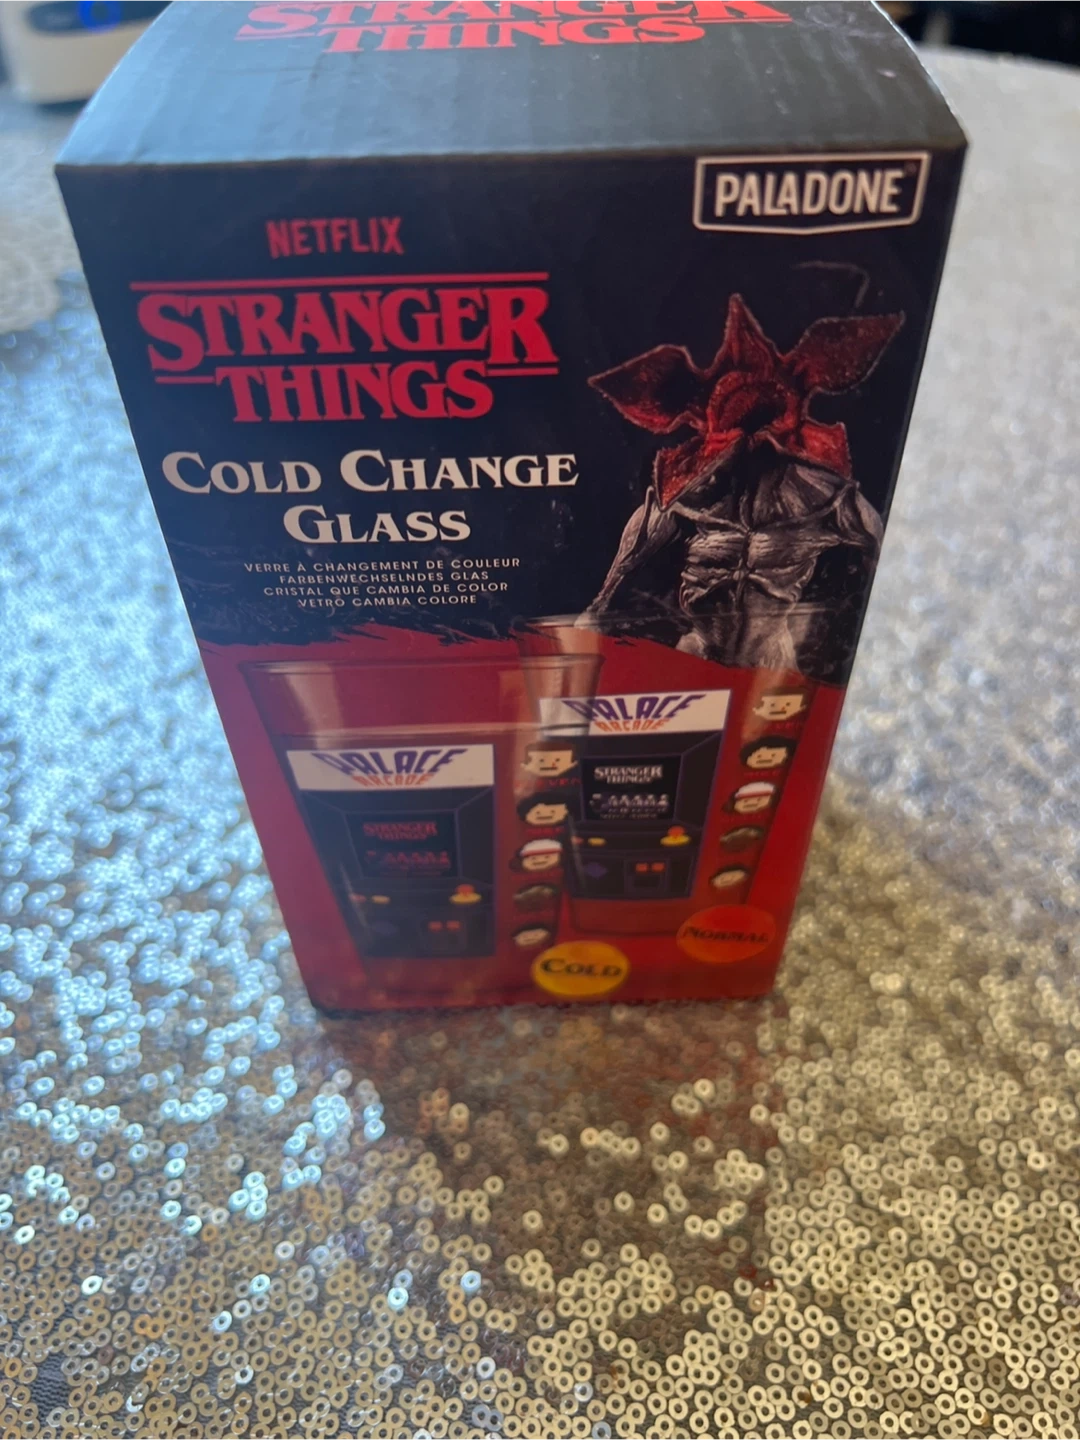 STRANGER
THINGS
PALADONE
NETFLIX
STRANGER
THINGS
COLD CHANGE
GLASS
VERRE À CHANGEMENT DE COULEUR
FARBENWECHSELNDES GLAS
CRISTAL QUE CAMBIA DE COLOR
VETRO CAMBIA COLORE
PALACE
ARCADE
STRANGER
THINGS
PALACE
ARCADE
STRANGER
THINGS
COLD
NORMAL